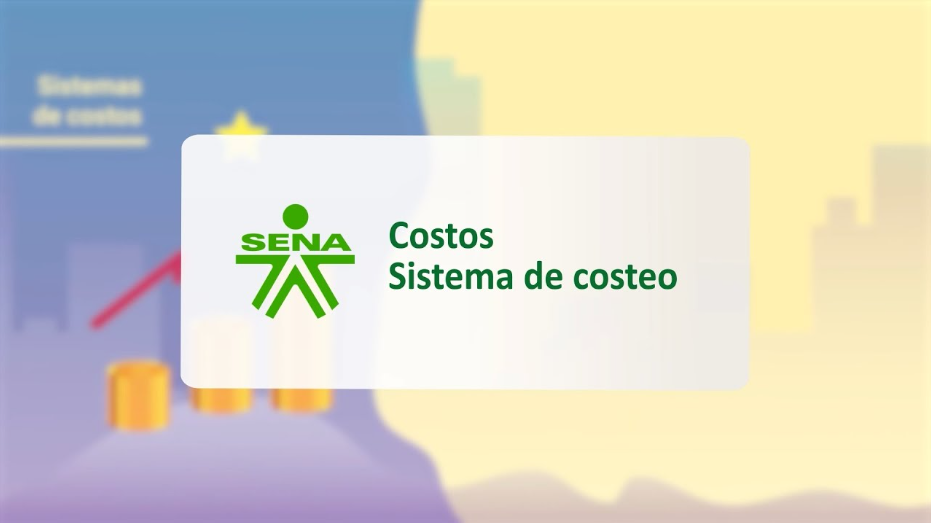 Sistemas
de costos
SENA
Costos
Sistema de costeo